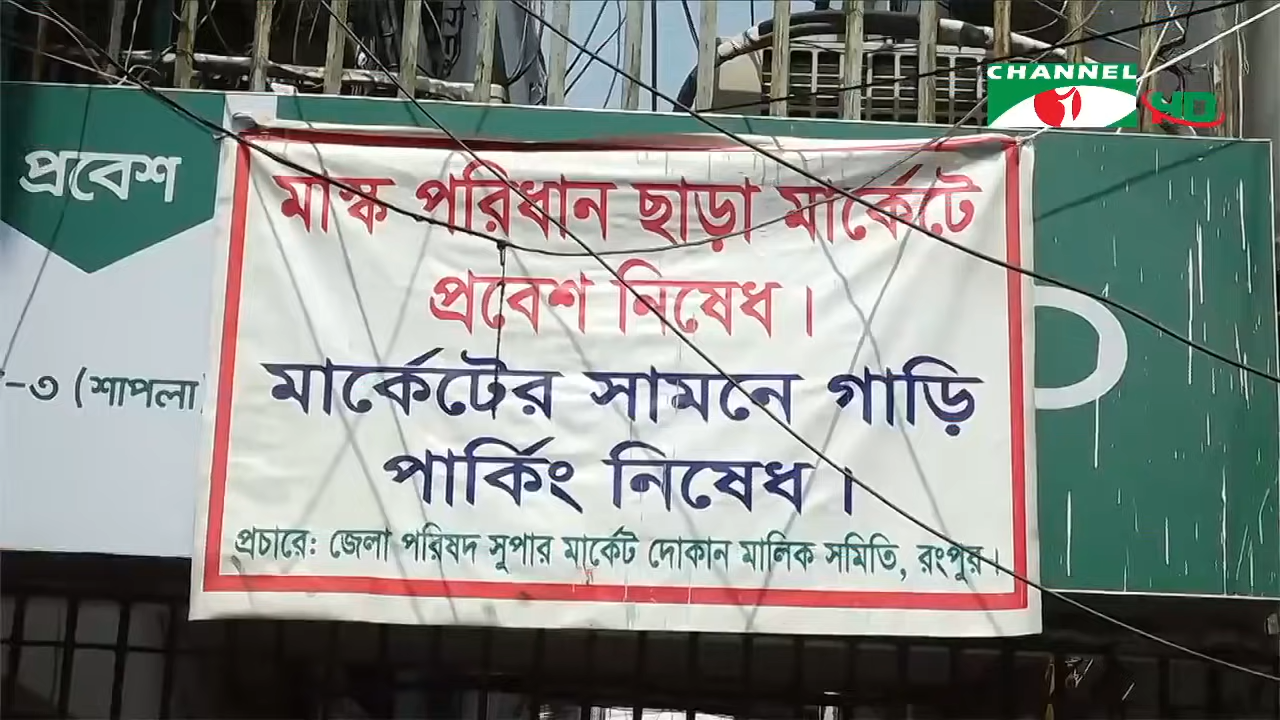 CHANNEL
i HD
প্রবেশ
মাস্ক পরিধান ছাড়া মার্কেটে
প্রবেশ নিষেধ।
মার্কেটের সামনে গাড়ি
পার্কিং নিষেধ।
-৩ (শাপলা
প্রচারেঃ জেলা পরিষদ সুপার মার্কেট দোকান মালিক সমিতি, রংপুর।